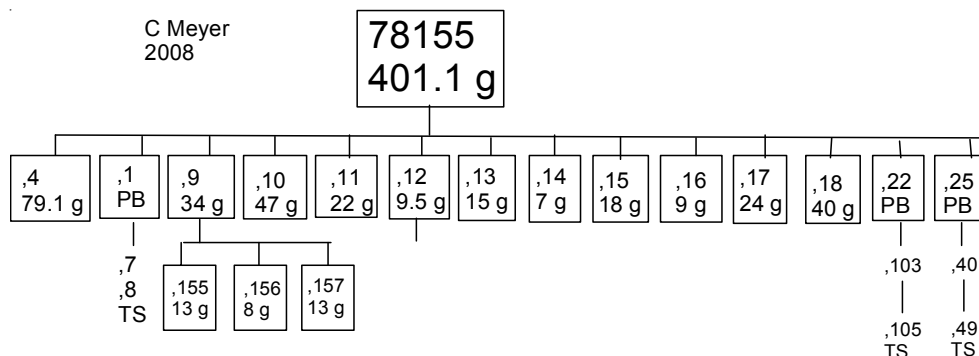 C Meyer
2008
78155
401.1 g
,4
79.1 g
,1
PB
,9
34 g
,10
47 g
,11
22 g
,12
9.5 g
,13
15 g
,14
7 g
,15
18 g
,16
9 g
,17
24 g
,18
40 g
,22
PB
,25
PB
,7
,8
TS
,155
13 g
,156
8 g
,157
13 g
,103
,105
TS
,40
,49
TS